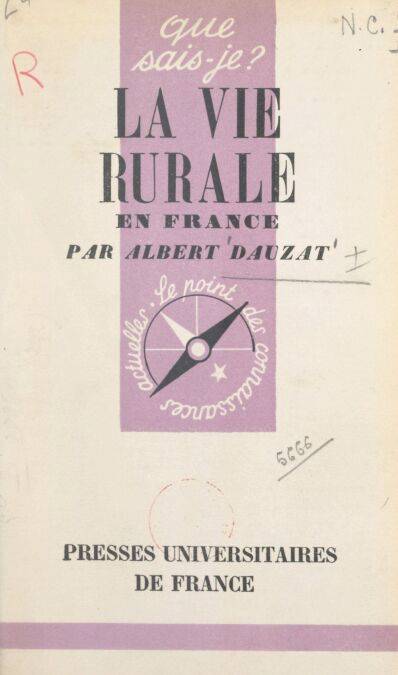 que
sais-je?
N.C.
R
LA VIE
RURALE
EN FRANCE
PAR ALBERT DAUZAT
Le point des connaissances actuelles.
PRESSES UNIVERSITAIRES
DE FRANCE